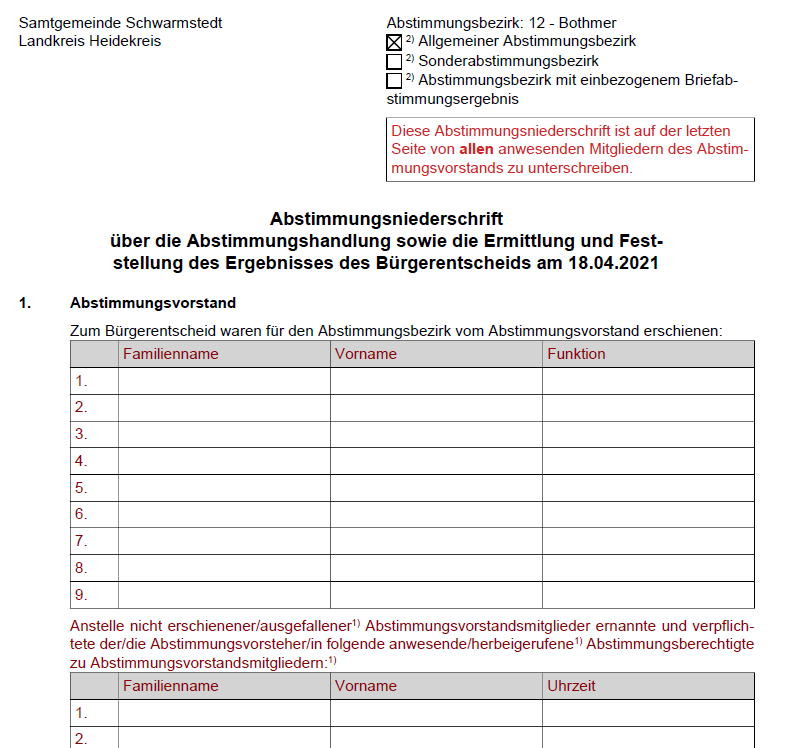 Samtgemeinde Schwarmstedt
Landkreis Heidekreis
Abstimmungsbezirk: 12 - Bothmer
☒ 2) Allgemeiner Abstimmungsbezirk
☐ 2) Sonderabstimmungsbezirk
☐ 2) Abstimmungsbezirk mit einbezogenem Briefab-
stimmungsergebnis
Diese Abstimmungsniederschrift ist auf der letzten
Seite von allen anwesenden Mitgliedern des Abstim-
mungsvorstands zu unterschreiben.
Abstimmungsniederschrift
über die Abstimmungshandlung sowie die Ermittlung und Fest-
stellung des Ergebnisses des Bürgerentscheids am 18.04.2021
1. Abstimmungsvorstand
Zum Bürgerentscheid waren für den Abstimmungsbezirk vom Abstimmungsvorstand erschienen:
Familienname Vorname Funktion
1.
2.
3.
4.
5.
6.
7.
8.
9.
Anstelle nicht erschienener/ausgefallener1) Abstimmungsvorstandsmitglieder ernannte und verpflich-
tete der/die Abstimmungsvorsteher/in folgende anwesende/herbeigerufene1) Abstimmungsberechtigte
zu Abstimmungsvorstandsmitgliedern:1)
Familienname Vorname Uhrzeit
1.
2.